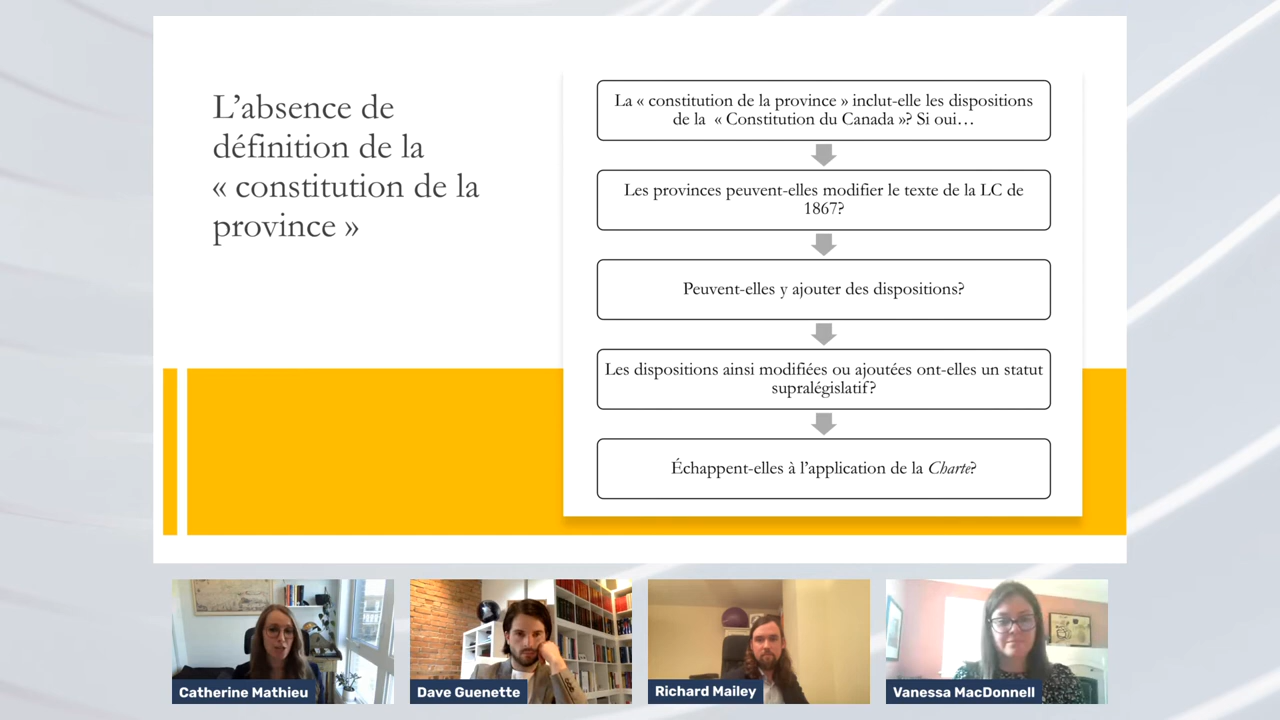 L’absence de
définition de la
« constitution de la
province »
La « constitution de la province » inclut-elle les dispositions
de la  « Constitution du Canada »? Si oui…
Les provinces peuvent-elles modifier le texte de la LC de
1867?
Peuvent-elles y ajouter des dispositions?
Les dispositions ainsi modifiées ou ajoutées ont-elles un statut
supralégislatif?
Échappent-elles à l’application de la Charte?
Catherine Mathieu
Dave Guenette
Richard Mailey
Vanessa MacDonnell